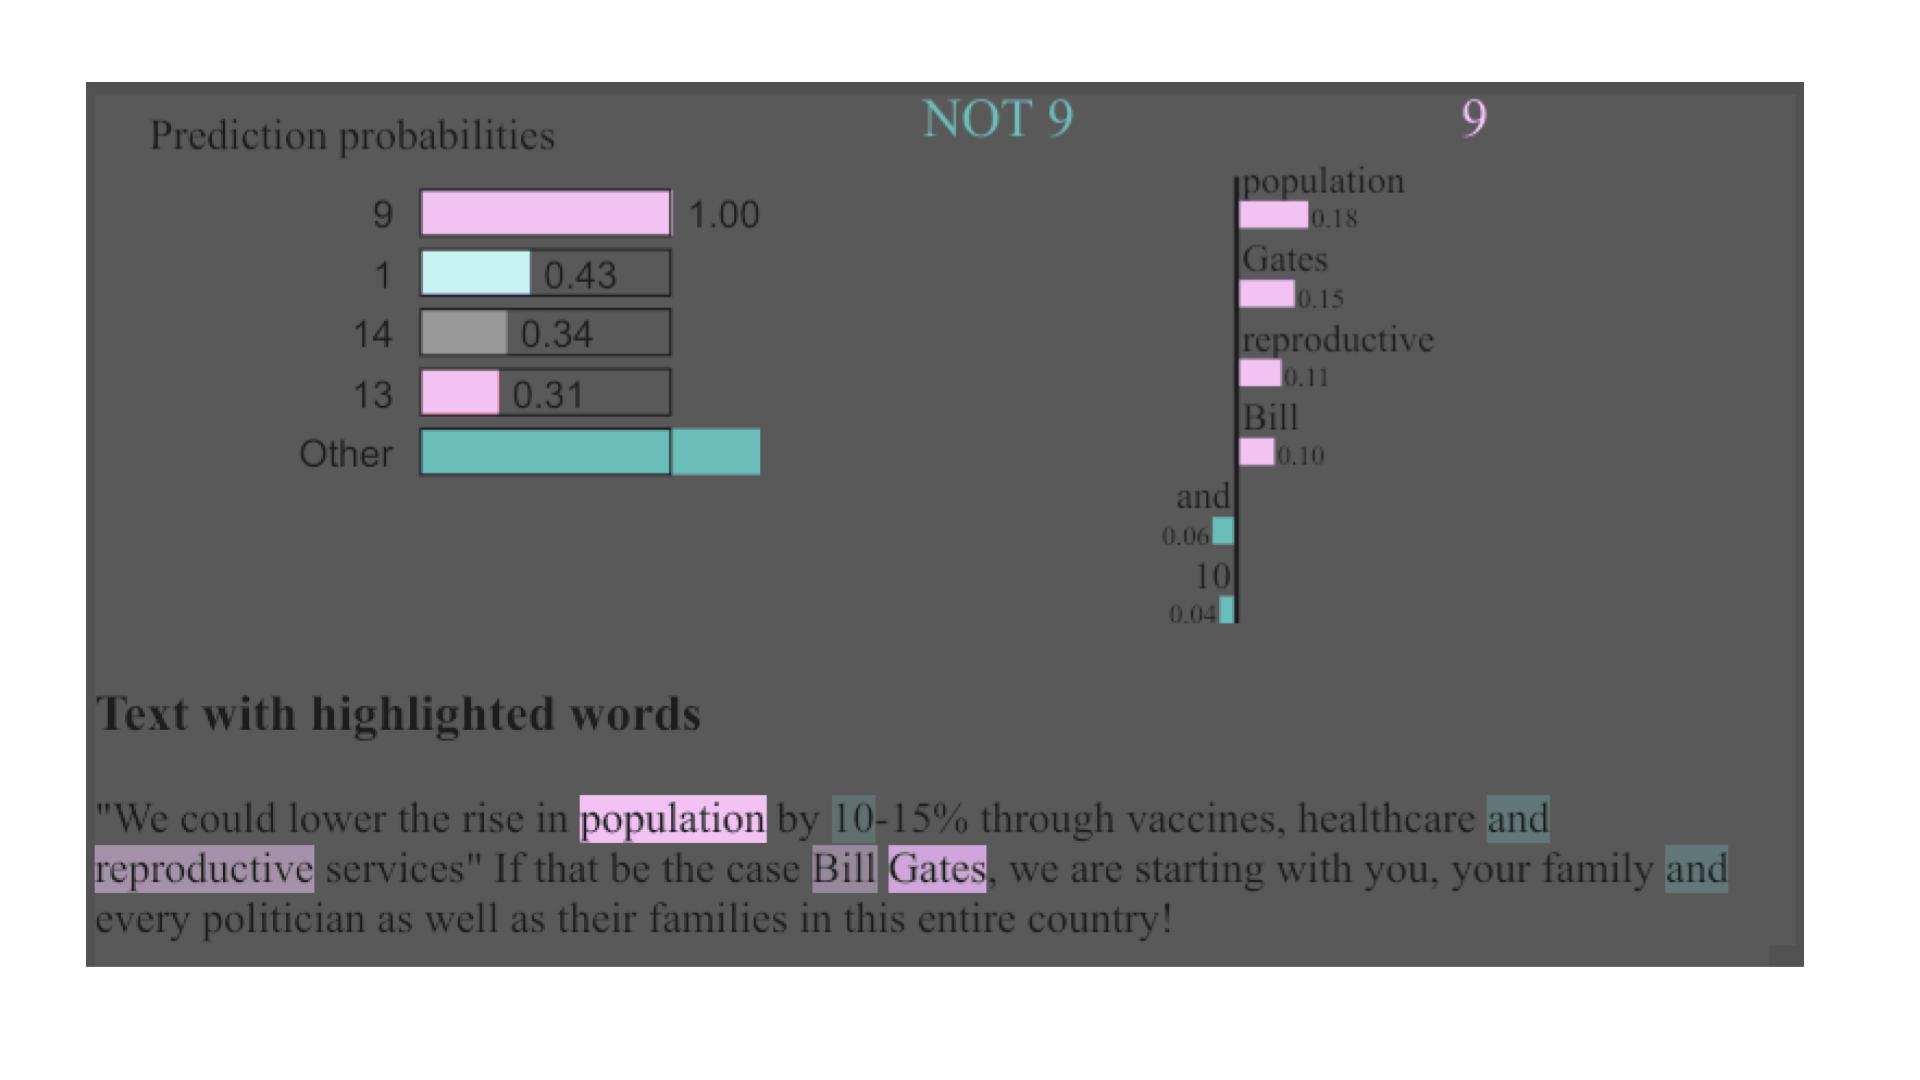 Prediction probabilities
9 1.00
1 0.43
14 0.34
13 0.31
Other
NOT 9 9
population
0.18
Gates
0.15
reproductive
0.11
Bill
0.10
and
0.06
10
0.04
Text with highlighted words
"We could lower the rise in population by 10-15% through vaccines, healthcare and
reproductive services" If that be the case Bill Gates, we are starting with you, your family and
every politician as well as their families in this entire country!